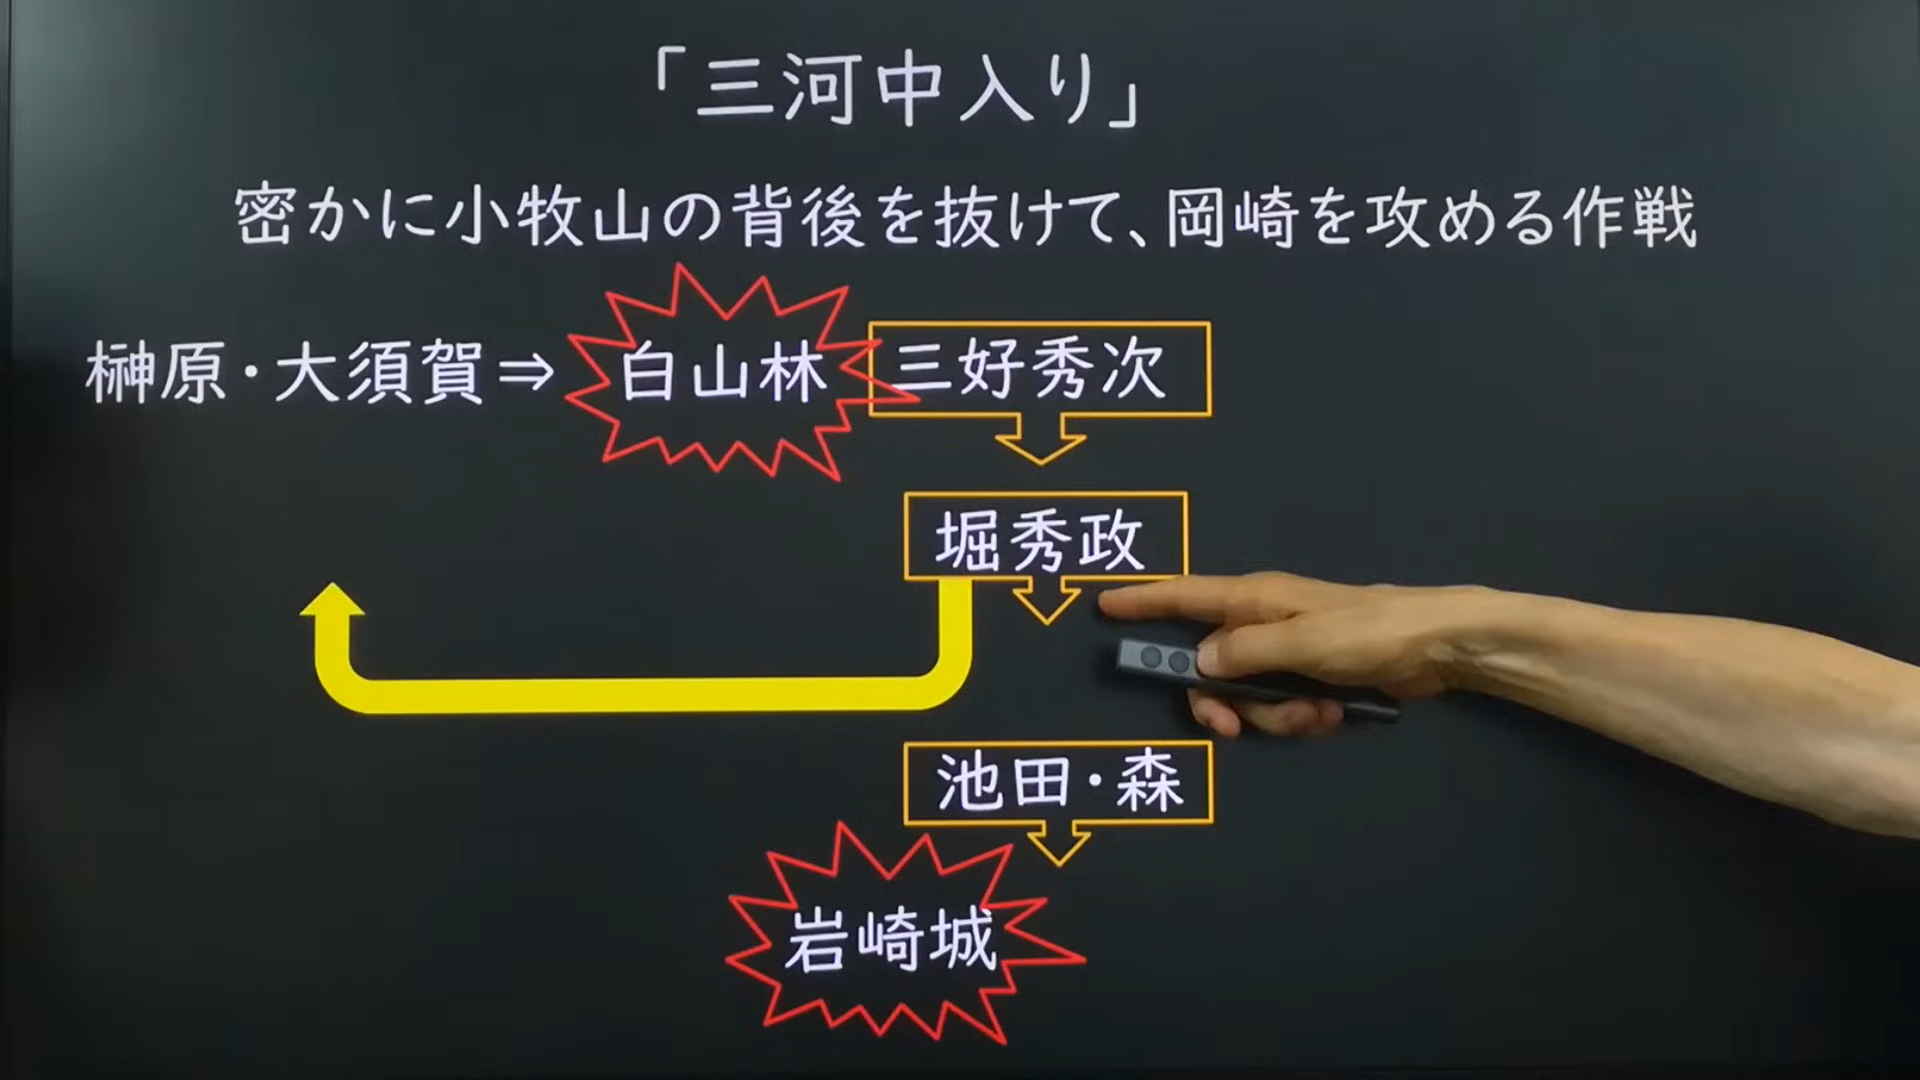 「三河中入り」
密かに小牧山の背後を抜けて、岡崎を攻める作戦
榊原・大須賀⇒ 白山林 三好秀次
堀秀政
池田・森
岩崎城